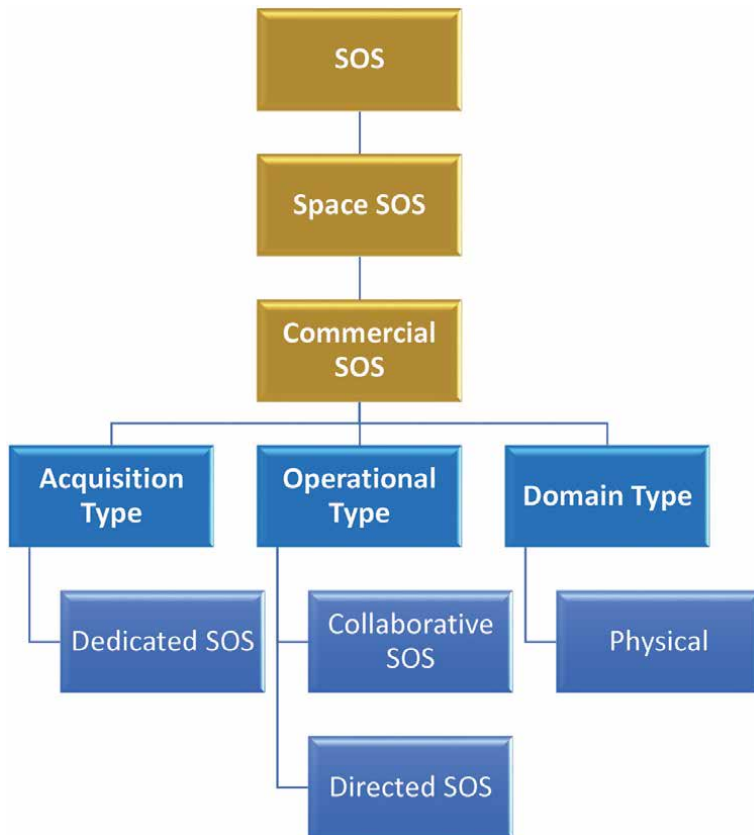 SOS
Space SOS
Commercial
SOS
Acquisition
Type
Operational
Type
Domain Type
Dedicated SOS
Collaborative
SOS
Physical
Directed SOS